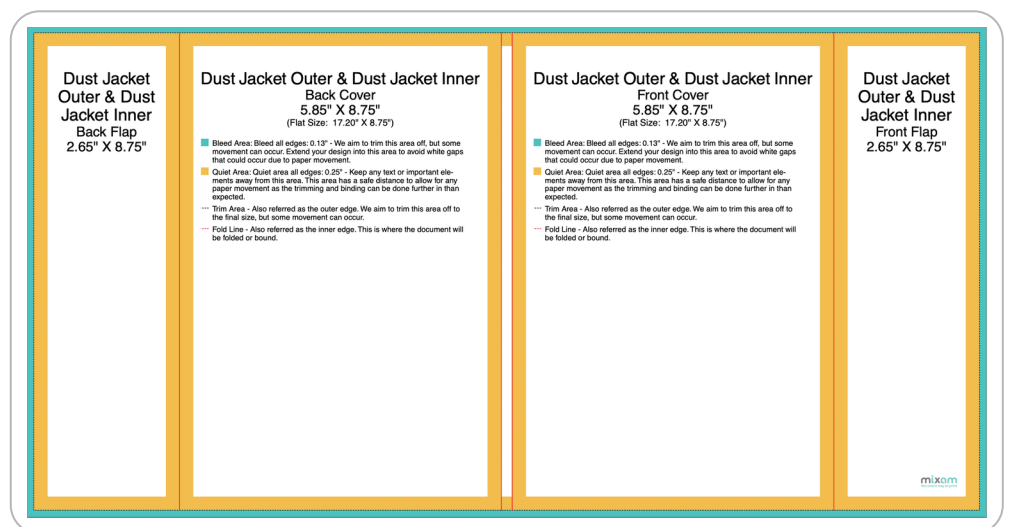 Dust Jacket
Outer & Dust
Jacket Inner
Back Flap
2.65" X 8.75"
Dust Jacket Outer & Dust Jacket Inner
Back Cover
5.85" X 8.75"
(Flat Size: 17.20" X 8.75")
Bleed Area: Bleed all edges: 0.13" - We aim to trim this area off, but some
movement can occur. Extend your design into this area to avoid white gaps
that could occur due to paper movement.
Quiet Area: Quiet area all edges: 0.25" - Keep any text or important ele-
ments away from this area. This area has a safe distance to allow for any
paper movement as the trimming and binding can be done further in than
expected.
Trim Area - Also referred as the outer edge. We aim to trim this area off to
the final size, but some movement can occur.
Fold Line - Also referred as the inner edge. This is where the document will
be folded or bound.
Dust Jacket Outer & Dust Jacket Inner
Front Cover
5.85" X 8.75"
(Flat Size: 17.20" X 8.75")
Bleed Area: Bleed all edges: 0.13" - We aim to trim this area off, but some
movement can occur. Extend your design into this area to avoid white gaps
that could occur due to paper movement.
Quiet Area: Quiet area all edges: 0.25" - Keep any text or important ele-
ments away from this area. This area has a safe distance to allow for any
paper movement as the trimming and binding can be done further in than
expected.
Trim Area - Also referred as the outer edge. We aim to trim this area off to
the final size, but some movement can occur.
Fold Line - Also referred as the inner edge. This is where the document will
be folded or bound.
Dust Jacket
Outer & Dust
Jacket Inner
Front Flap
2.65" X 8.75"
mixam